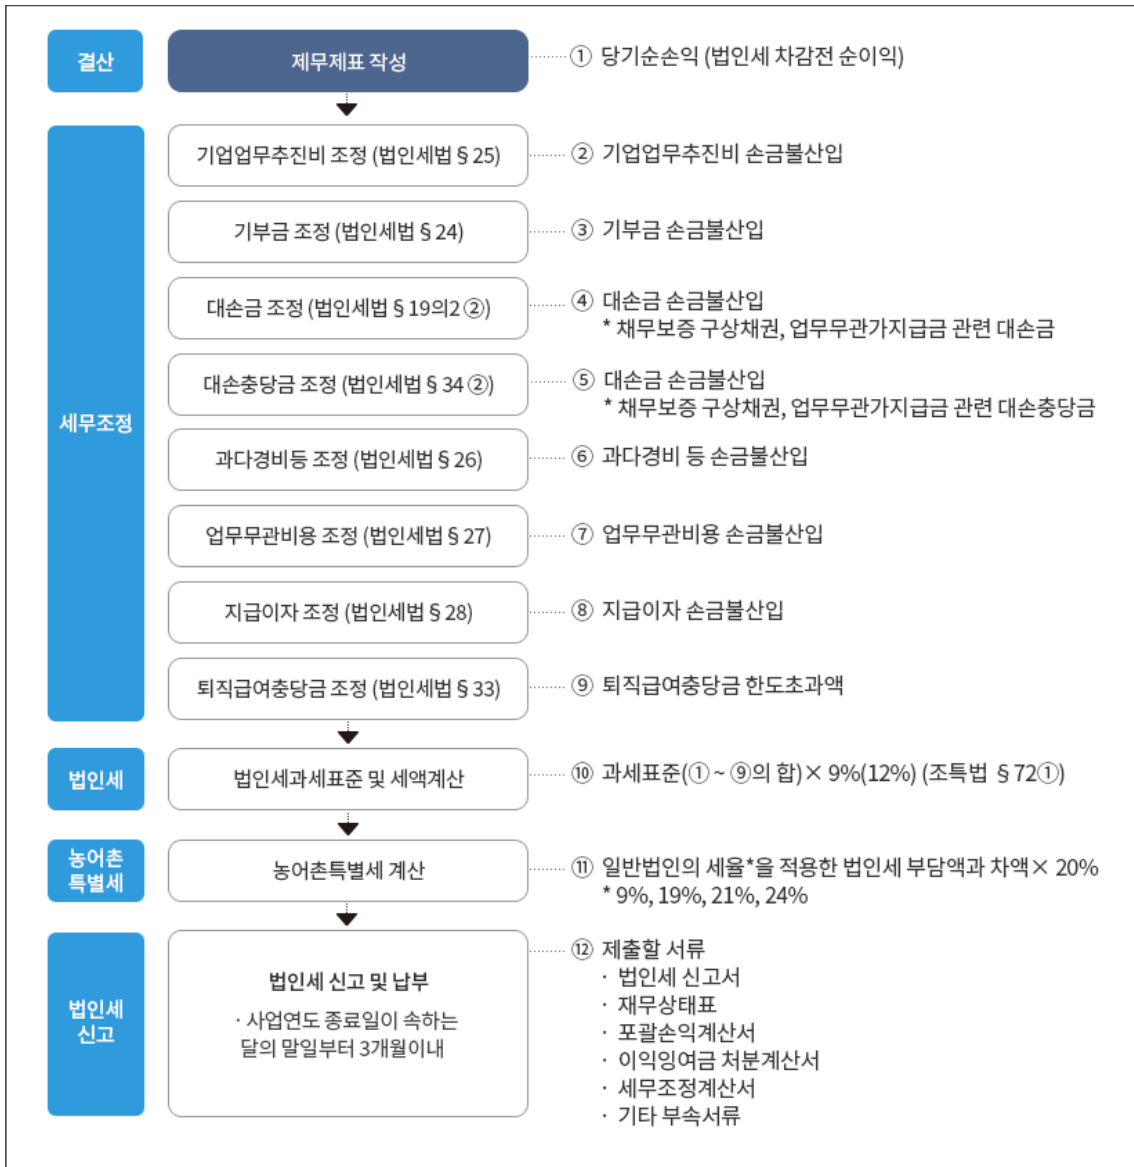 결산
제무제표 작성
① 당기순손익 (법인세 차감전 순이익)
세무조정
기업업무추진비 조정 (법인세법 § 25)
② 기업업무추진비 손금불산입
기부금 조정 (법인세법 § 24)
③ 기부금 손금불산입
대손금 조정 (법인세법 § 19의2 ②)
④ 대손금 손금불산입
* 채무보증 구상채권, 업무무관가지급금 관련 대손금
대손충당금 조정 (법인세법 § 34 ②)
⑤ 대손금 손금불산입
* 채무보증 구상채권, 업무무관가지급금 관련 대손충당금
과다경비등 조정 (법인세법 § 26)
⑥ 과다경비 등 손금불산입
업무무관비용 조정 (법인세법 § 27)
⑦ 업무무관비용 손금불산입
지급이자 조정 (법인세법 § 28)
⑧ 지급이자 손금불산입
퇴직급여충당금 조정 (법인세법 § 33)
⑨ 퇴직급여충당금 한도초과액
법인세
법인세과세표준 및 세액계산
⑩ 과세표준(① ~ ⑨의 합) × 9%(12%) (조특법 § 72①)
농어촌
특별세
농어촌특별세 계산
⑪ 일반법인의 세율*을 적용한 법인세 부담액과 차액× 20%
* 9%, 19%, 21%, 24%
법인세
신고
법인세 신고 및 납부
· 사업연도 종료일이 속하는
달의 말일부터 3개월이내
⑫ 제출할 서류
· 법인세 신고서
· 재무상태표
· 포괄손익계산서
· 이익잉여금 처분계산서
· 세무조정계산서
· 기타 부속서류